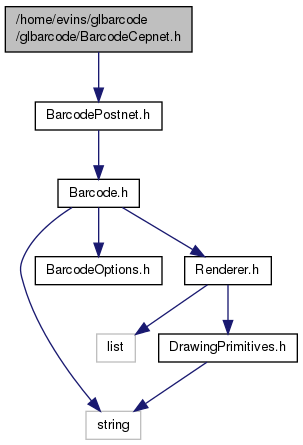 /home/evins/glbarcode
/glbarcode/BarcodeCepnet.h
BarcodePostnet.h
Barcode.h
BarcodeOptions.h
Renderer.h
list
DrawingPrimitives.h
string